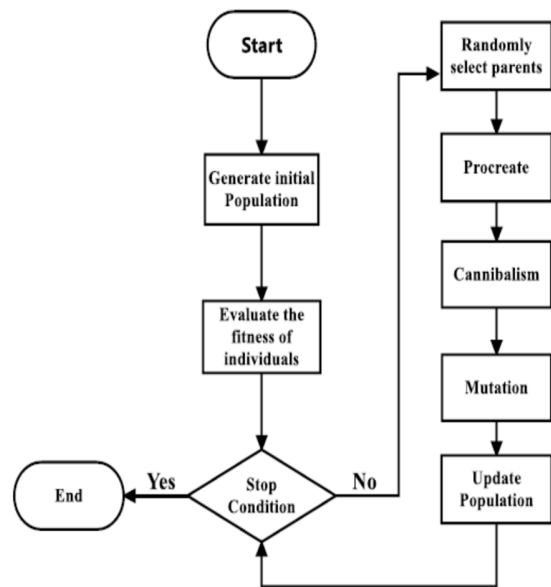 Start
Generate initial
Population
Evaluate the
fitness of
individuals
Stop
Condition
Yes
End
No
Randomly
select parents
Procreate
Cannibalism
Mutation
Update
Population